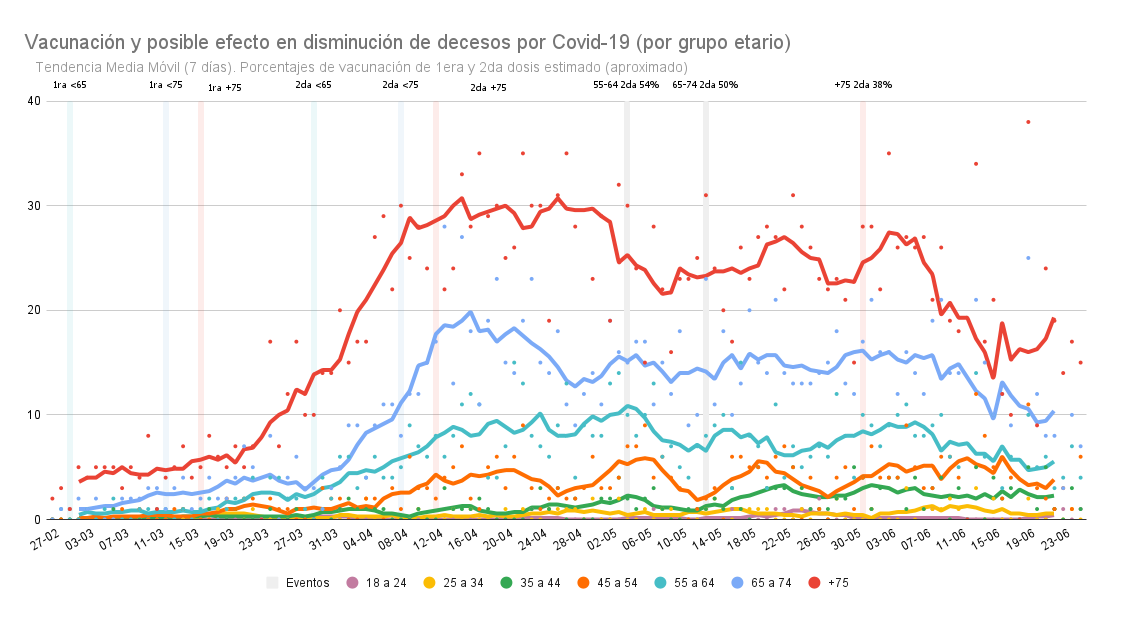 Vacunación y posible efecto en disminución de decesos por Covid-19 (por grupo etario)
Tendencia Media Móvil (7 días). Porcentajes de vacunación de 1era y 2da dosis estimado (aproximado)
1ra <65 1ra <75 1ra +75 2da <65 2da <75 2da +75 55-64 2da 54% 65-74 2da 50% +75 2da 38%
40
30
20
10
0
27-02 03-03 07-03 11-03 15-03 19-03 23-03 27-03 31-03 04-04 08-04 12-04 16-04 20-04 24-04 28-04 02-05 06-05 10-05 14-05 18-05 22-05 26-05 30-05 03-06 07-06 11-06 15-06 19-06 23-06
Eventos 18 a 24 25 a 34 35 a 44 45 a 54 55 a 64 65 a 74 +75